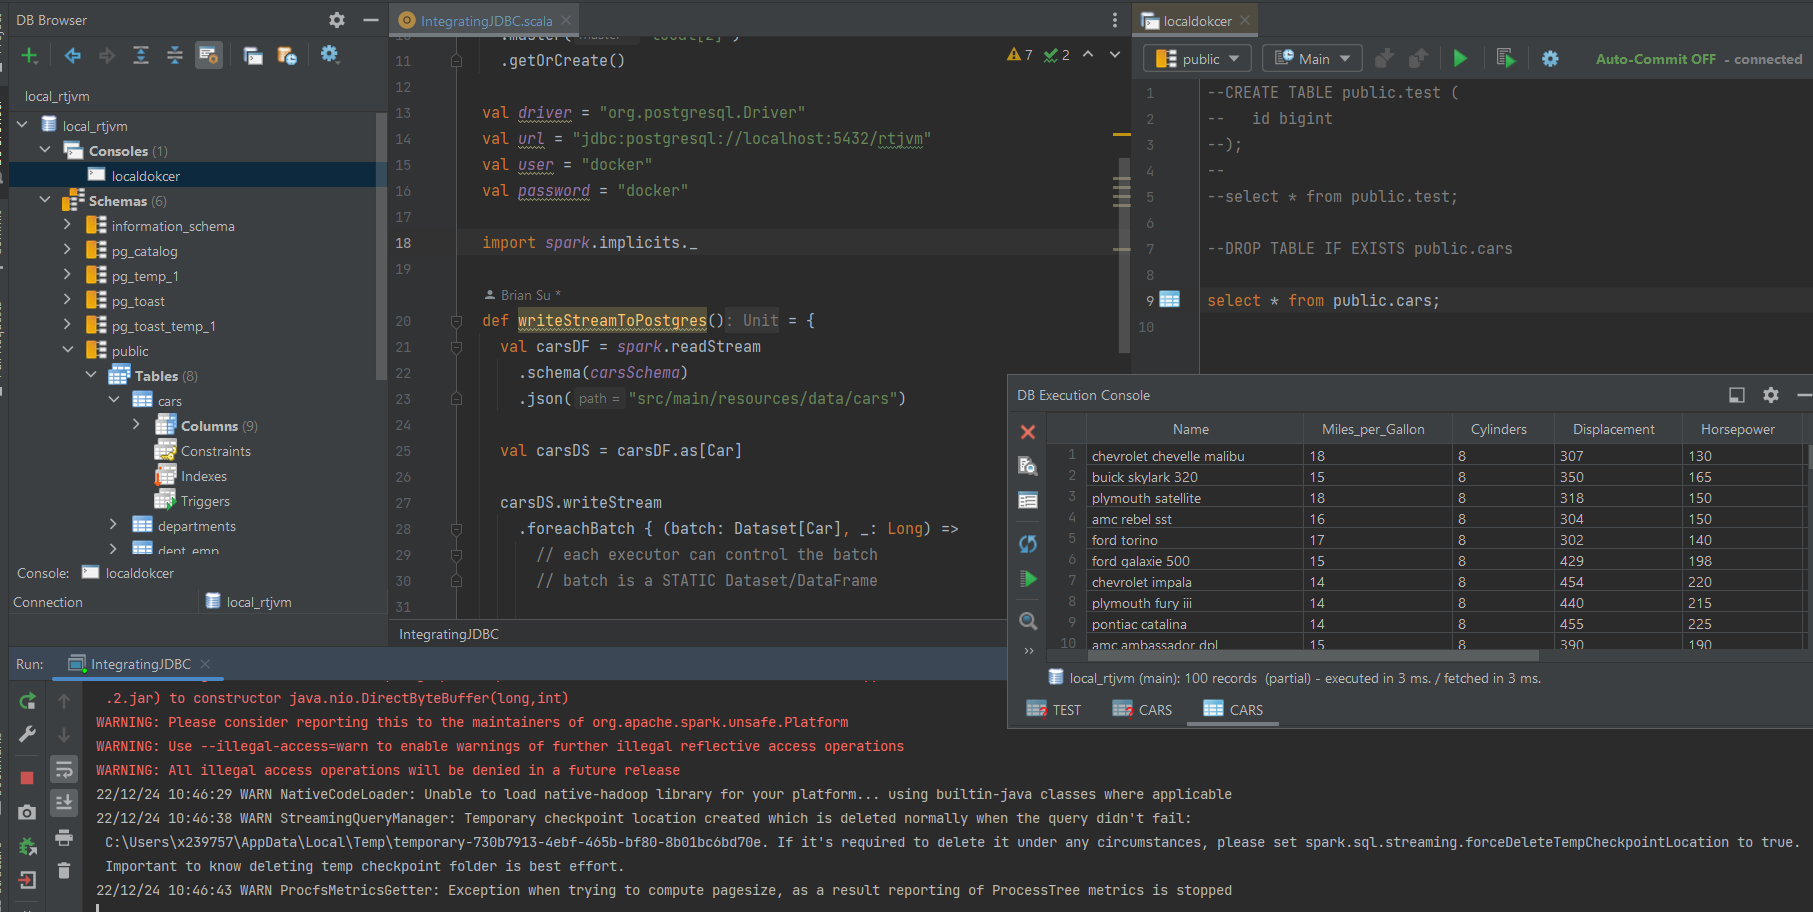 DB Browser
local_rtjvm
local_rtjvm
Consoles (1)
localdokcer
Schemas (6)
information_schema
pg_catalog
pg_temp_1
pg_toast
pg_toast_temp_1
public
Tables (8)
cars
Columns (9)
Constraints
Indexes
Triggers
departments
dept_emp
Console: localdokcer
Connection local_rtjvm
IntegratingJDBC.scala
7 2
11 .getOrCreate()
12
13 val driver = "org.postgresql.Driver"
14 val url = "jdbc:postgresql://localhost:5432/rtjvm"
15 val user = "docker"
16 val password = "docker"
17
18 import spark.implicits._
19
Brian Su *
20 def writeStreamToPostgres(): Unit = {
21 val carsDF = spark.readStream
22 .schema(carsSchema)
23 .json( path = "src/main/resources/data/cars")
24
25 val carsDS = carsDF.as[Car]
26
27 carsDS.writeStream
28 .foreachBatch { (batch: Dataset[Car], _: Long) =>
29 // each executor can control the batch
30 // batch is a STATIC Dataset/DataFrame
31
IntegratingJDBC
localdokcer
public Main Auto-Commit OFF - connected
1 --CREATE TABLE public.test (
2 -- id bigint
3 --);
4 --
5 --select * from public.test;
6
7 --DROP TABLE IF EXISTS public.cars
8
9 select * from public.cars;
10
DB Execution Console
Name Miles_per_Gallon Cylinders Displacement Horsepower
1 chevrolet chevelle malibu 18 8 307 130
2 buick skylark 320 15 8 350 165
3 plymouth satellite 18 8 318 150
4 amc rebel sst 16 8 304 150
5 ford torino 17 8 302 140
6 ford galaxie 500 15 8 429 198
7 chevrolet impala 14 8 454 220
8 plymouth fury iii 14 8 440 215
9 pontiac catalina 14 8 455 225
10 amc ambassador dpl 15 8 390 190
local_rtjvm (main): 100 records (partial) - executed in 3 ms. / fetched in 3 ms.
TEST CARS CARS
Run: IntegratingJDBC
.2.jar) to constructor java.nio.DirectByteBuffer(long,int)
WARNING: Please consider reporting this to the maintainers of org.apache.spark.unsafe.Platform
WARNING: Use --illegal-access=warn to enable warnings of further illegal reflective access operations
WARNING: All illegal access operations will be denied in a future release
22/12/24 10:46:29 WARN NativeCodeLoader: Unable to load native-hadoop library for your platform... using builtin-java classes where applicable
22/12/24 10:46:38 WARN StreamingQueryManager: Temporary checkpoint location created which is deleted normally when the query didn't fail:
C:\Users\x239757\AppData\Local\Temp\temporary-730b7913-4ebf-465b-bf80-8b01bc6bd70e. If it's required to delete it under any circumstances, please set spark.sql.streaming.forceDeleteTempCheckpointLocation to true.
Important to know deleting temp checkpoint folder is best effort.
22/12/24 10:46:43 WARN ProcfsMetricsGetter: Exception when trying to compute pagesize, as a result reporting of ProcessTree metrics is stopped